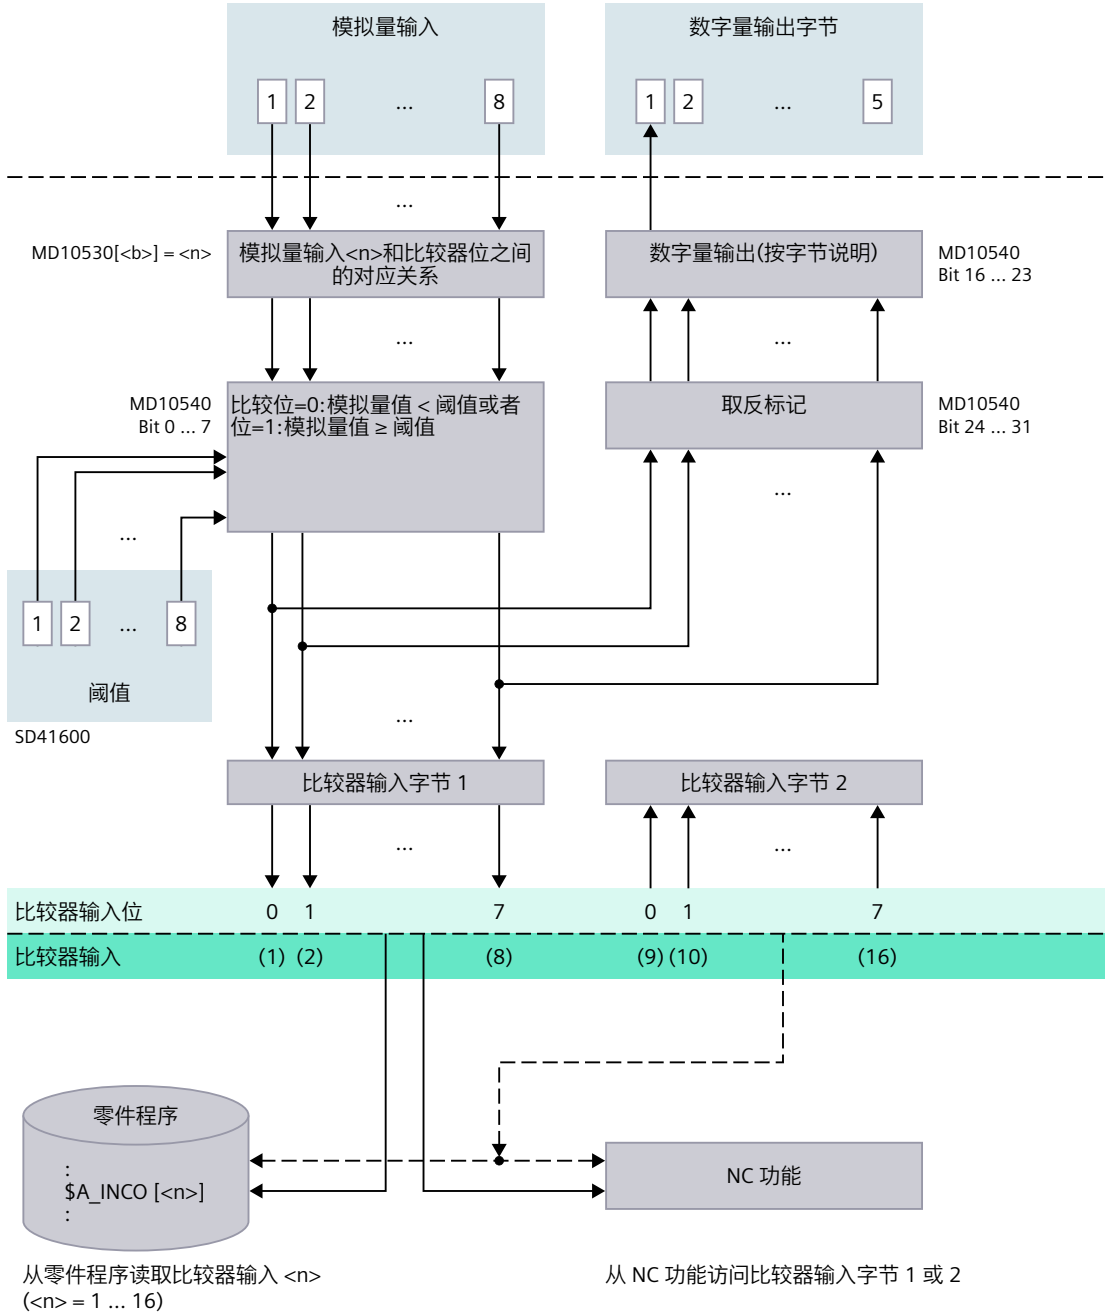 模拟量输入
数字量输出字节
1 2 ... 8
1 2 ... 5
...
MD10530[<b>] = <n>
模拟量输入<n>和比较器位之间
的对应关系
数字量输出(按字节说明)
MD10540
Bit 16 ... 23
...
...
MD10540
Bit 0 ... 7
比较位=0:模拟量值 < 阈值或者
位=1:模拟量值 ≥ 阈值
取反标记
MD10540
Bit 24 ... 31
...
...
1 2 ... 8
阈值
SD41600
...
比较器输入字节 1
比较器输入字节 2
...
...
比较器输入位 0 1 7 0 1 7
比较器输入 (1) (2) (8) (9) (10) (16)
零件程序
:
$A_INCO [<n>]
:
NC 功能
从零件程序读取比较器输入 <n>
(<n> = 1 ... 16)
从 NC 功能访问比较器输入字节 1 或 2